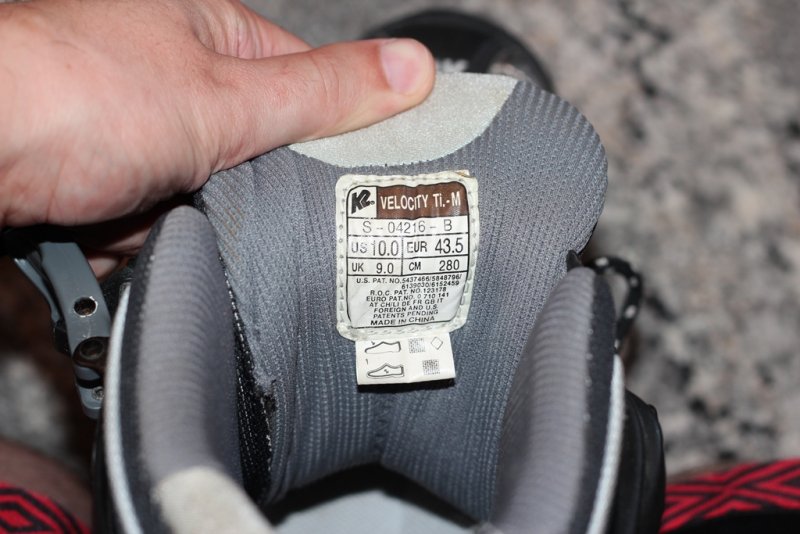 K2 VELOCITY Ti.-M
S - 04216 - B
US 10.0 EUR 43.5
UK 9.0 CM 280
U.S. PAT. NO.5437466/5848796/
6139030/6152459
R.O.C. PAT. NO.123178
EURO PAT.NO. 0 710 141
AT CH/LI DE FR GB IT
FOREIGN AND U.S.
PATENTS PENDING
MADE IN CHINA
1